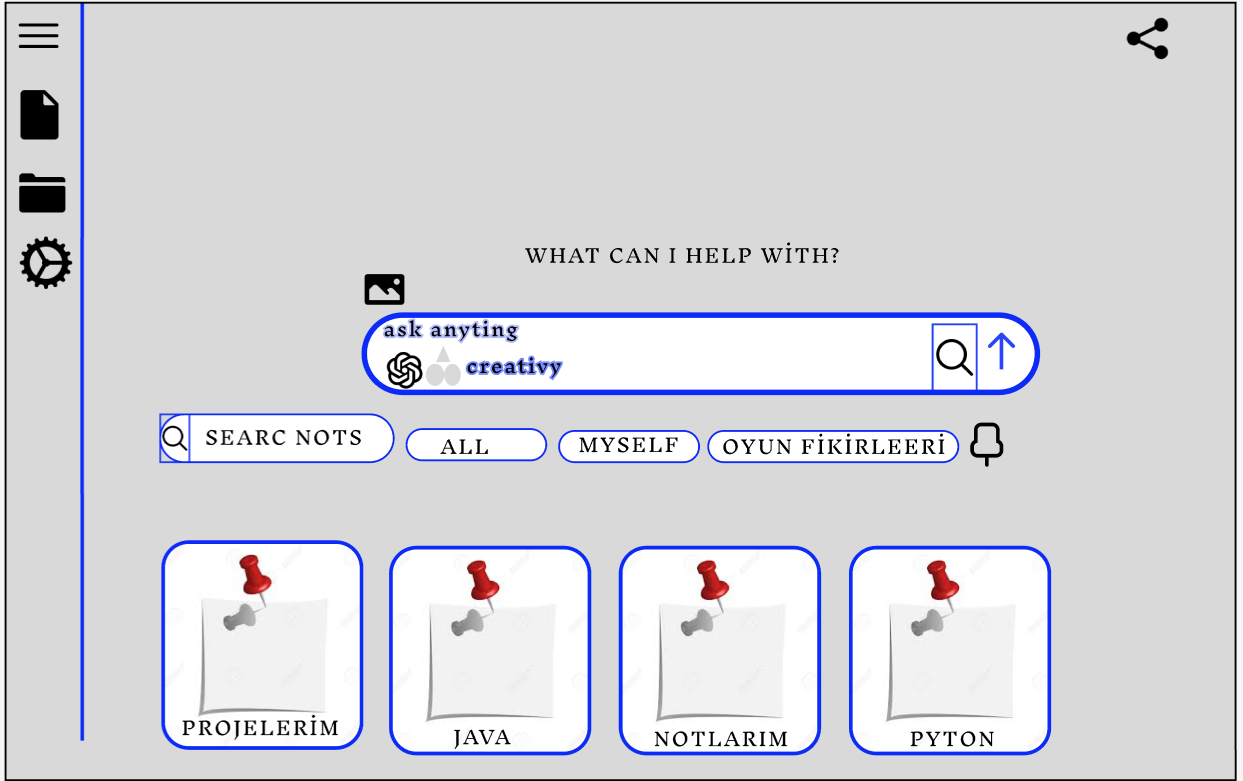 WHAT CAN I HELP WİTH?
ask anyting
creativy
SEARC NOTS
ALL
MYSELF
OYUN FİKİRLEERİ
PROJELERİM
JAVA
NOTLARIM
PYTON